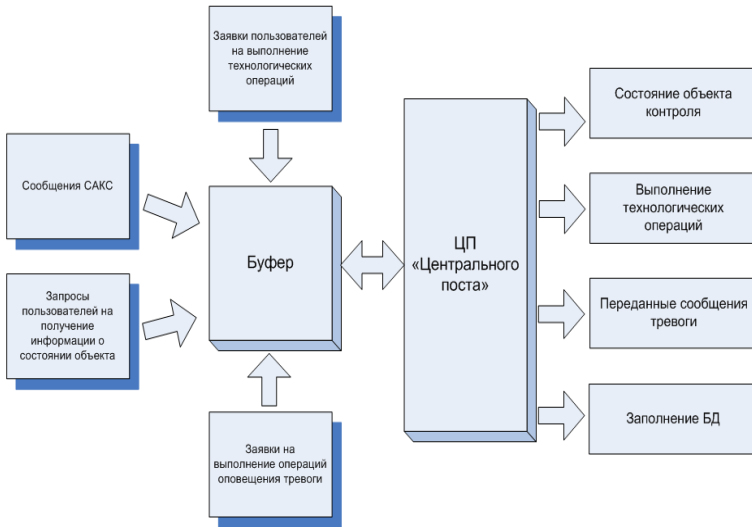 Заявки пользователей
на выполнение
технологических
операций
Сообщения САКС
Запросы
пользователей на
получение
информации о
состоянии объекта
Буфер
Заявки на
выполнение операций
оповещения тревоги
ЦП
«Центрального
поста»
Состояние объекта
контроля
Выполнение
технологических
операций
Переданные сообщения
тревоги
Заполнение БД